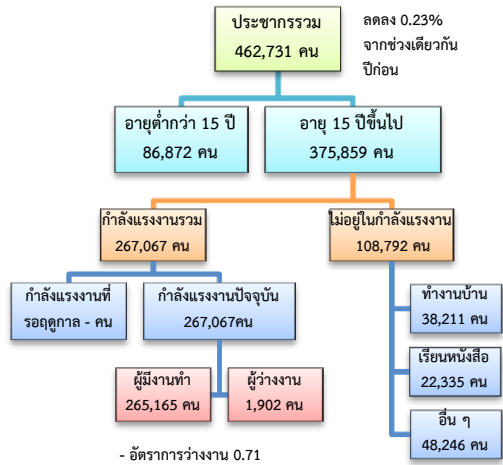 ประชากรรวม
462,731 คน
ลดลง 0.23%
จากช่วงเดียวกัน
ปีก่อน
อายุต่ำกว่า 15 ปี
86,872 คน
อายุ 15 ปีขึ้นไป
375,859 คน
กำลังแรงงานรวม
267,067 คน
ไม่อยู่ในกำลังแรงงาน
108,792 คน
กำลังแรงงานที่
รอฤดูกาล - คน
กำลังแรงงานปัจจุบัน
267,067คน
ทำงานบ้าน
38,211 คน
เรียนหนังสือ
22,335 คน
อื่น ๆ
48,246 คน
ผู้มีงานทำ
265,165 คน
ผู้ว่างงาน
1,902 คน
- อัตราการว่างงาน 0.71